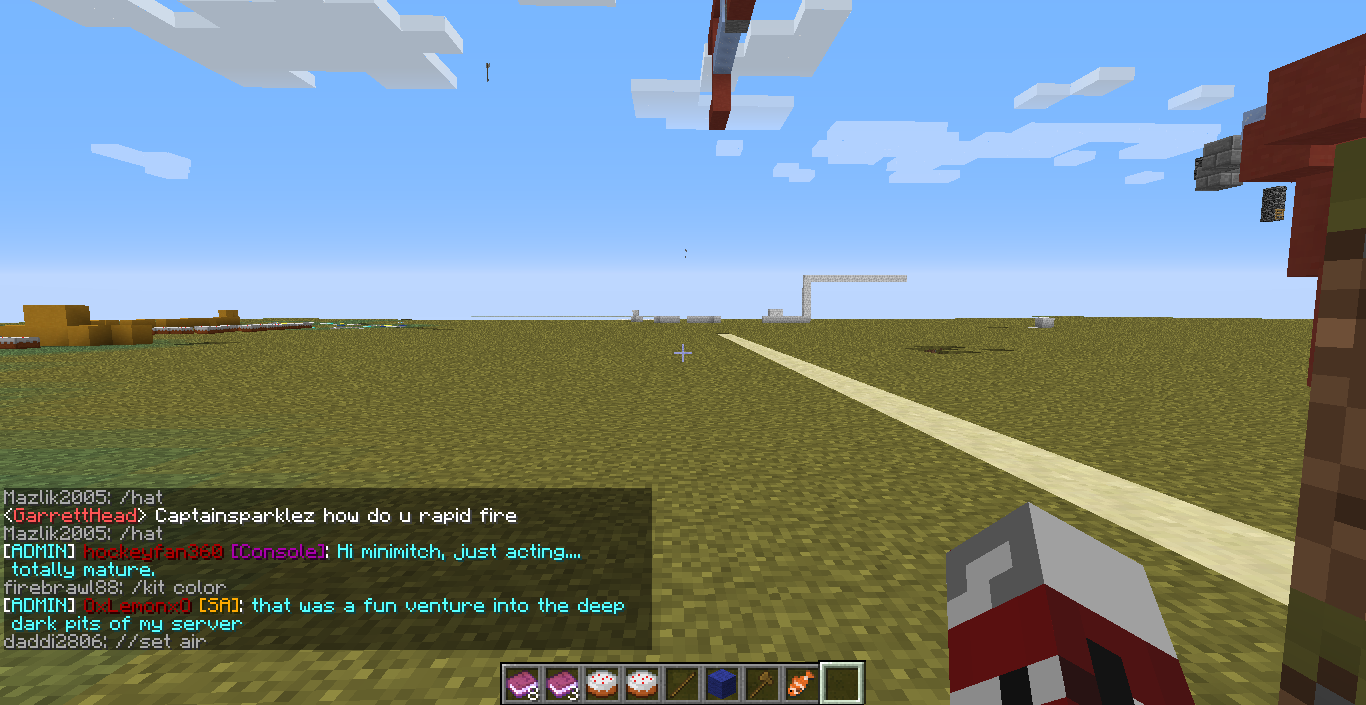 Mazlik2005: /hat
<GarrettHead> Captainsparklez how do u rapid fire
Mazlik2005: /hat
[ADMIN] hockeyfan360 [Console]: Hi minimitch, just acting....
totally mature.
firebrawl88: /kit color
[ADMIN] 0xLemonx0 [SA]: that was a fun venture into the deep
dark pits of my server
daddi2806: //set air
8 3